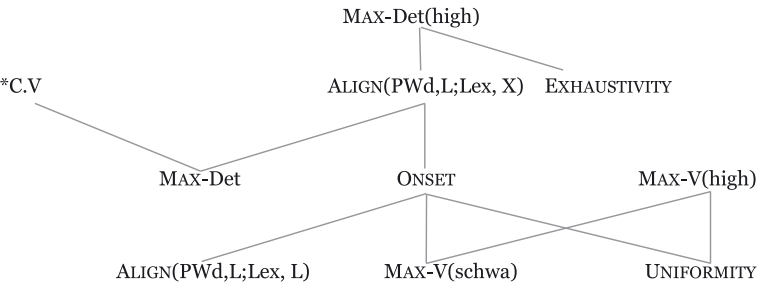 MAX-Det(high)
*C.V ALIGN(PWd,L;Lex, X) EXHAUSTIVITY
MAX-Det ONSET MAX-V(high)
ALIGN(PWd,L;Lex, L) MAX-V(schwa) UNIFORMITY